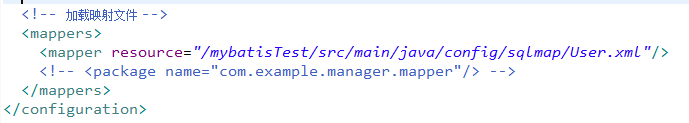 <!-- 加载映射文件 -->
<mappers>
<mapper resource="/mybatisTest/src/main/java/config/sqlmap/User.xml"/>
<!-- <package name="com.example.manager.mapper"/> -->
</mappers>
</configuration>